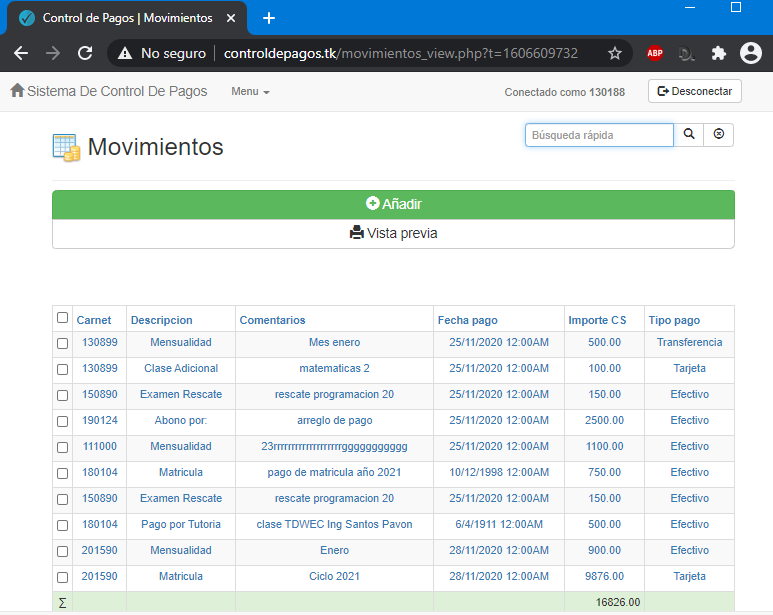 Control de Pagos | Movimientos
No seguro controldepagos.tk/movimientos_view.php?t=1606609732 ABP
Sistema De Control De Pagos Menu Conectado como 130188 Desconectar
Movimientos Búsqueda rápida
Añadir
Vista previa
Carnet Descripcion Comentarios Fecha pago Importe CS Tipo pago
130899 Mensualidad Mes enero 25/11/2020 12:00AM 500.00 Transferencia
130899 Clase Adicional matematicas 2 25/11/2020 12:00AM 100.00 Tarjeta
150890 Examen Rescate rescate programacion 20 25/11/2020 12:00AM 150.00 Efectivo
190124 Abono por: arreglo de pago 25/11/2020 12:00AM 2500.00 Efectivo
111000 Mensualidad 23rrrrrrrrrrrrrrrrrrrggggggggggg 25/11/2020 12:00AM 1100.00 Efectivo
180104 Matricula pago de matricula año 2021 10/12/1998 12:00AM 750.00 Efectivo
150890 Examen Rescate rescate programacion 20 25/11/2020 12:00AM 150.00 Efectivo
180104 Pago por Tutoria clase TDWEC Ing Santos Pavon 6/4/1911 12:00AM 500.00 Efectivo
201590 Mensualidad Enero 28/11/2020 12:00AM 900.00 Efectivo
201590 Matricula Ciclo 2021 28/11/2020 12:00AM 9876.00 Tarjeta
Σ 16826.00